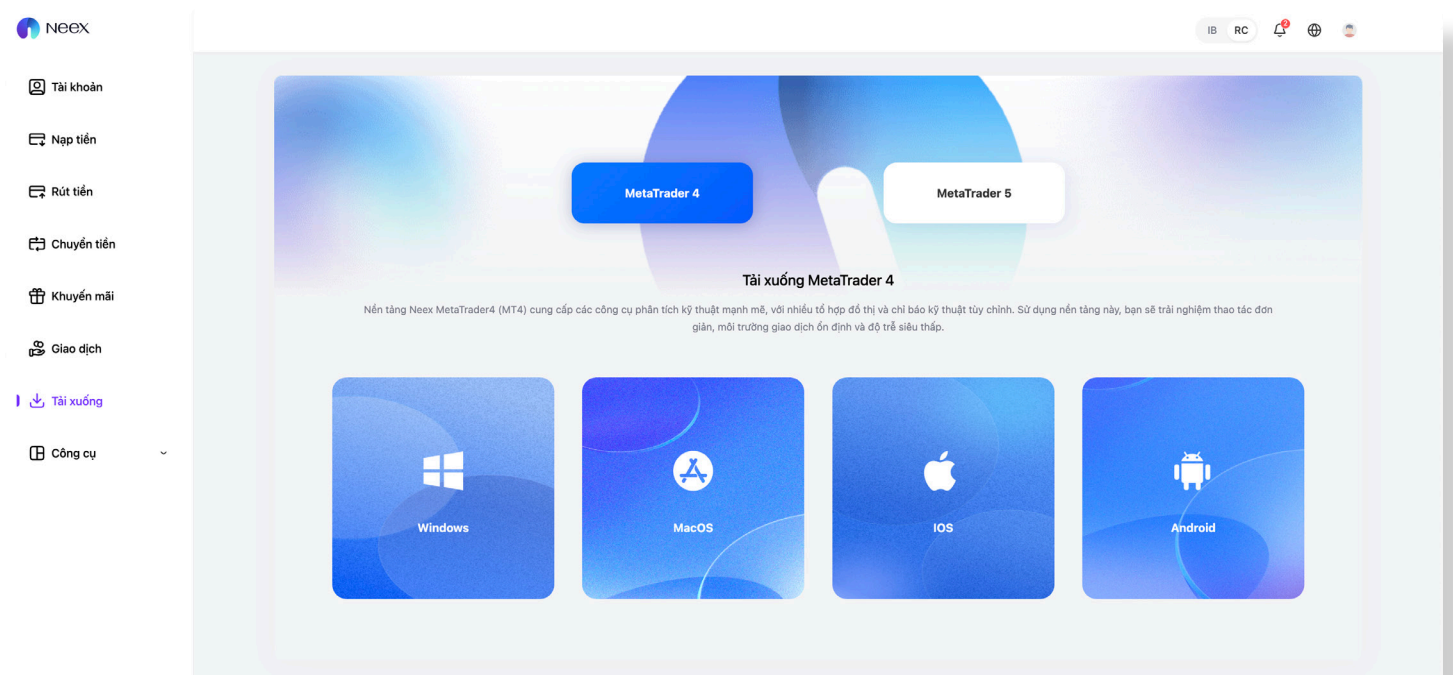 Neex
IB RC
2
Tài khoản
Nạp tiền
Rút tiền
Chuyển tiền
Khuyến mãi
Giao dịch
Tải xuống
Công cụ
MetaTrader 4
MetaTrader 5
Tải xuống MetaTrader 4
Nền tảng Neex MetaTrader4 (MT4) cung cấp các công cụ phân tích kỹ thuật mạnh mẽ, với nhiều tổ hợp đồ thị và chỉ báo kỹ thuật tùy chỉnh. Sử dụng nền tảng này, bạn sẽ trải nghiệm thao tác đơn
giản, môi trường giao dịch ổn định và độ trễ siêu thấp.
Windows
MacOS
IOS
Android